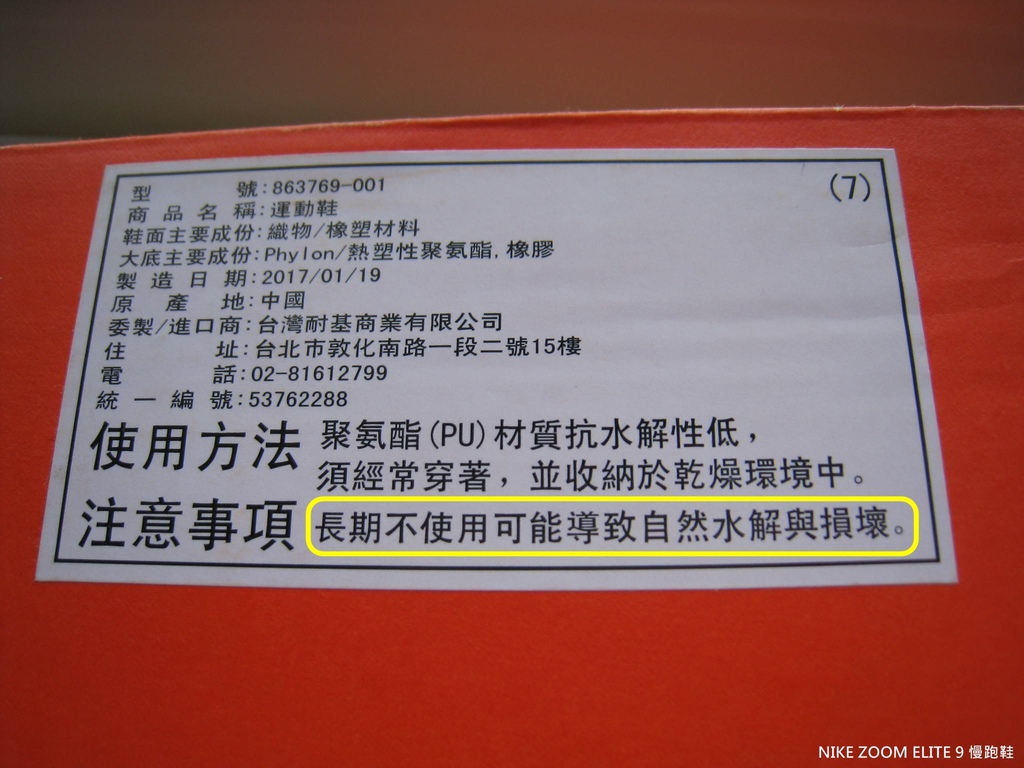 (7)
型 號:863769-001
商品名稱:運動鞋
鞋面主要成份:織物/橡塑材料
大底主要成份:Phylon/熱塑性聚氨酯,橡膠
製造日期:2017/01/19
原產地:中國
委製/進口商:台灣耐基商業有限公司
住 址:台北市敦化南路一段二號15樓
電 話:02-81612799
統一編號:53762288
使用方法 聚氨酯(PU)材質抗水解性低，
須經常穿著，並收納於乾燥環境中。
注意事項 長期不使用可能導致自然水解與損壞。
NIKE ZOOM ELITE 9 慢跑鞋